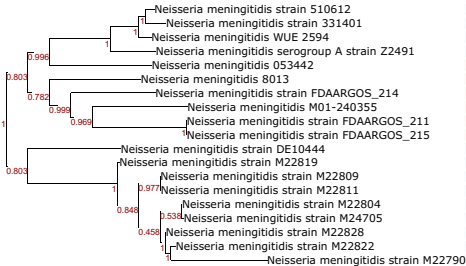 Neisseria meningitidis strain 510612
1
Neisseria meningitidis strain 331401
1
Neisseria meningitidis WUE 2594
1
Neisseria meningitidis serogroup A strain Z2491
0.996
Neisseria meningitidis 053442
0.803
Neisseria meningitidis 8013
0.782
Neisseria meningitidis strain FDAARGOS_214
0.999
Neisseria meningitidis M01-240355
0.969
Neisseria meningitidis strain FDAARGOS_211
1
Neisseria meningitidis strain FDAARGOS_215
1
Neisseria meningitidis strain DE10444
0.803
Neisseria meningitidis strain M22819
1
Neisseria meningitidis strain M22809
0.977
Neisseria meningitidis strain M22811
0.848
Neisseria meningitidis strain M22804
0.538
Neisseria meningitidis strain M24705
0.458
Neisseria meningitidis strain M22828
1
Neisseria meningitidis strain M22822
1
Neisseria meningitidis strain M22790